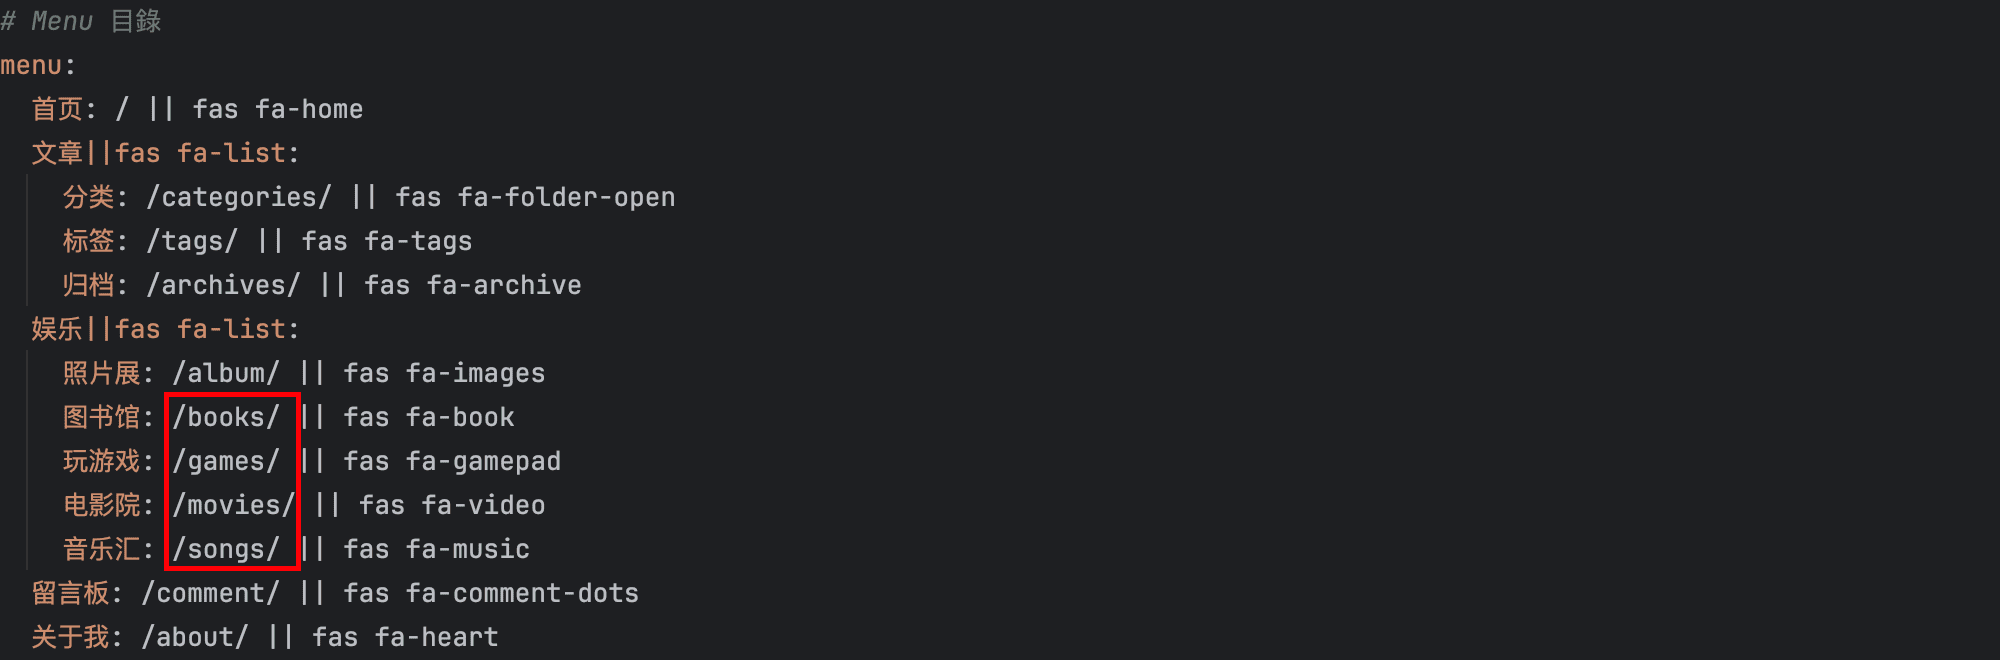 # Menu 目錄
menu:
  首页: / || fas fa-home
  文章||fas fa-list:
    分类: /categories/ || fas fa-folder-open
    标签: /tags/ || fas fa-tags
    归档: /archives/ || fas fa-archive
  娱乐||fas fa-list:
    照片展: /album/ || fas fa-images
    图书馆: /books/ || fas fa-book
    玩游戏: /games/ || fas fa-gamepad
    电影院: /movies/ || fas fa-video
    音乐汇: /songs/ || fas fa-music
  留言板: /comment/ || fas fa-comment-dots
  关于我: /about/ || fas fa-heart